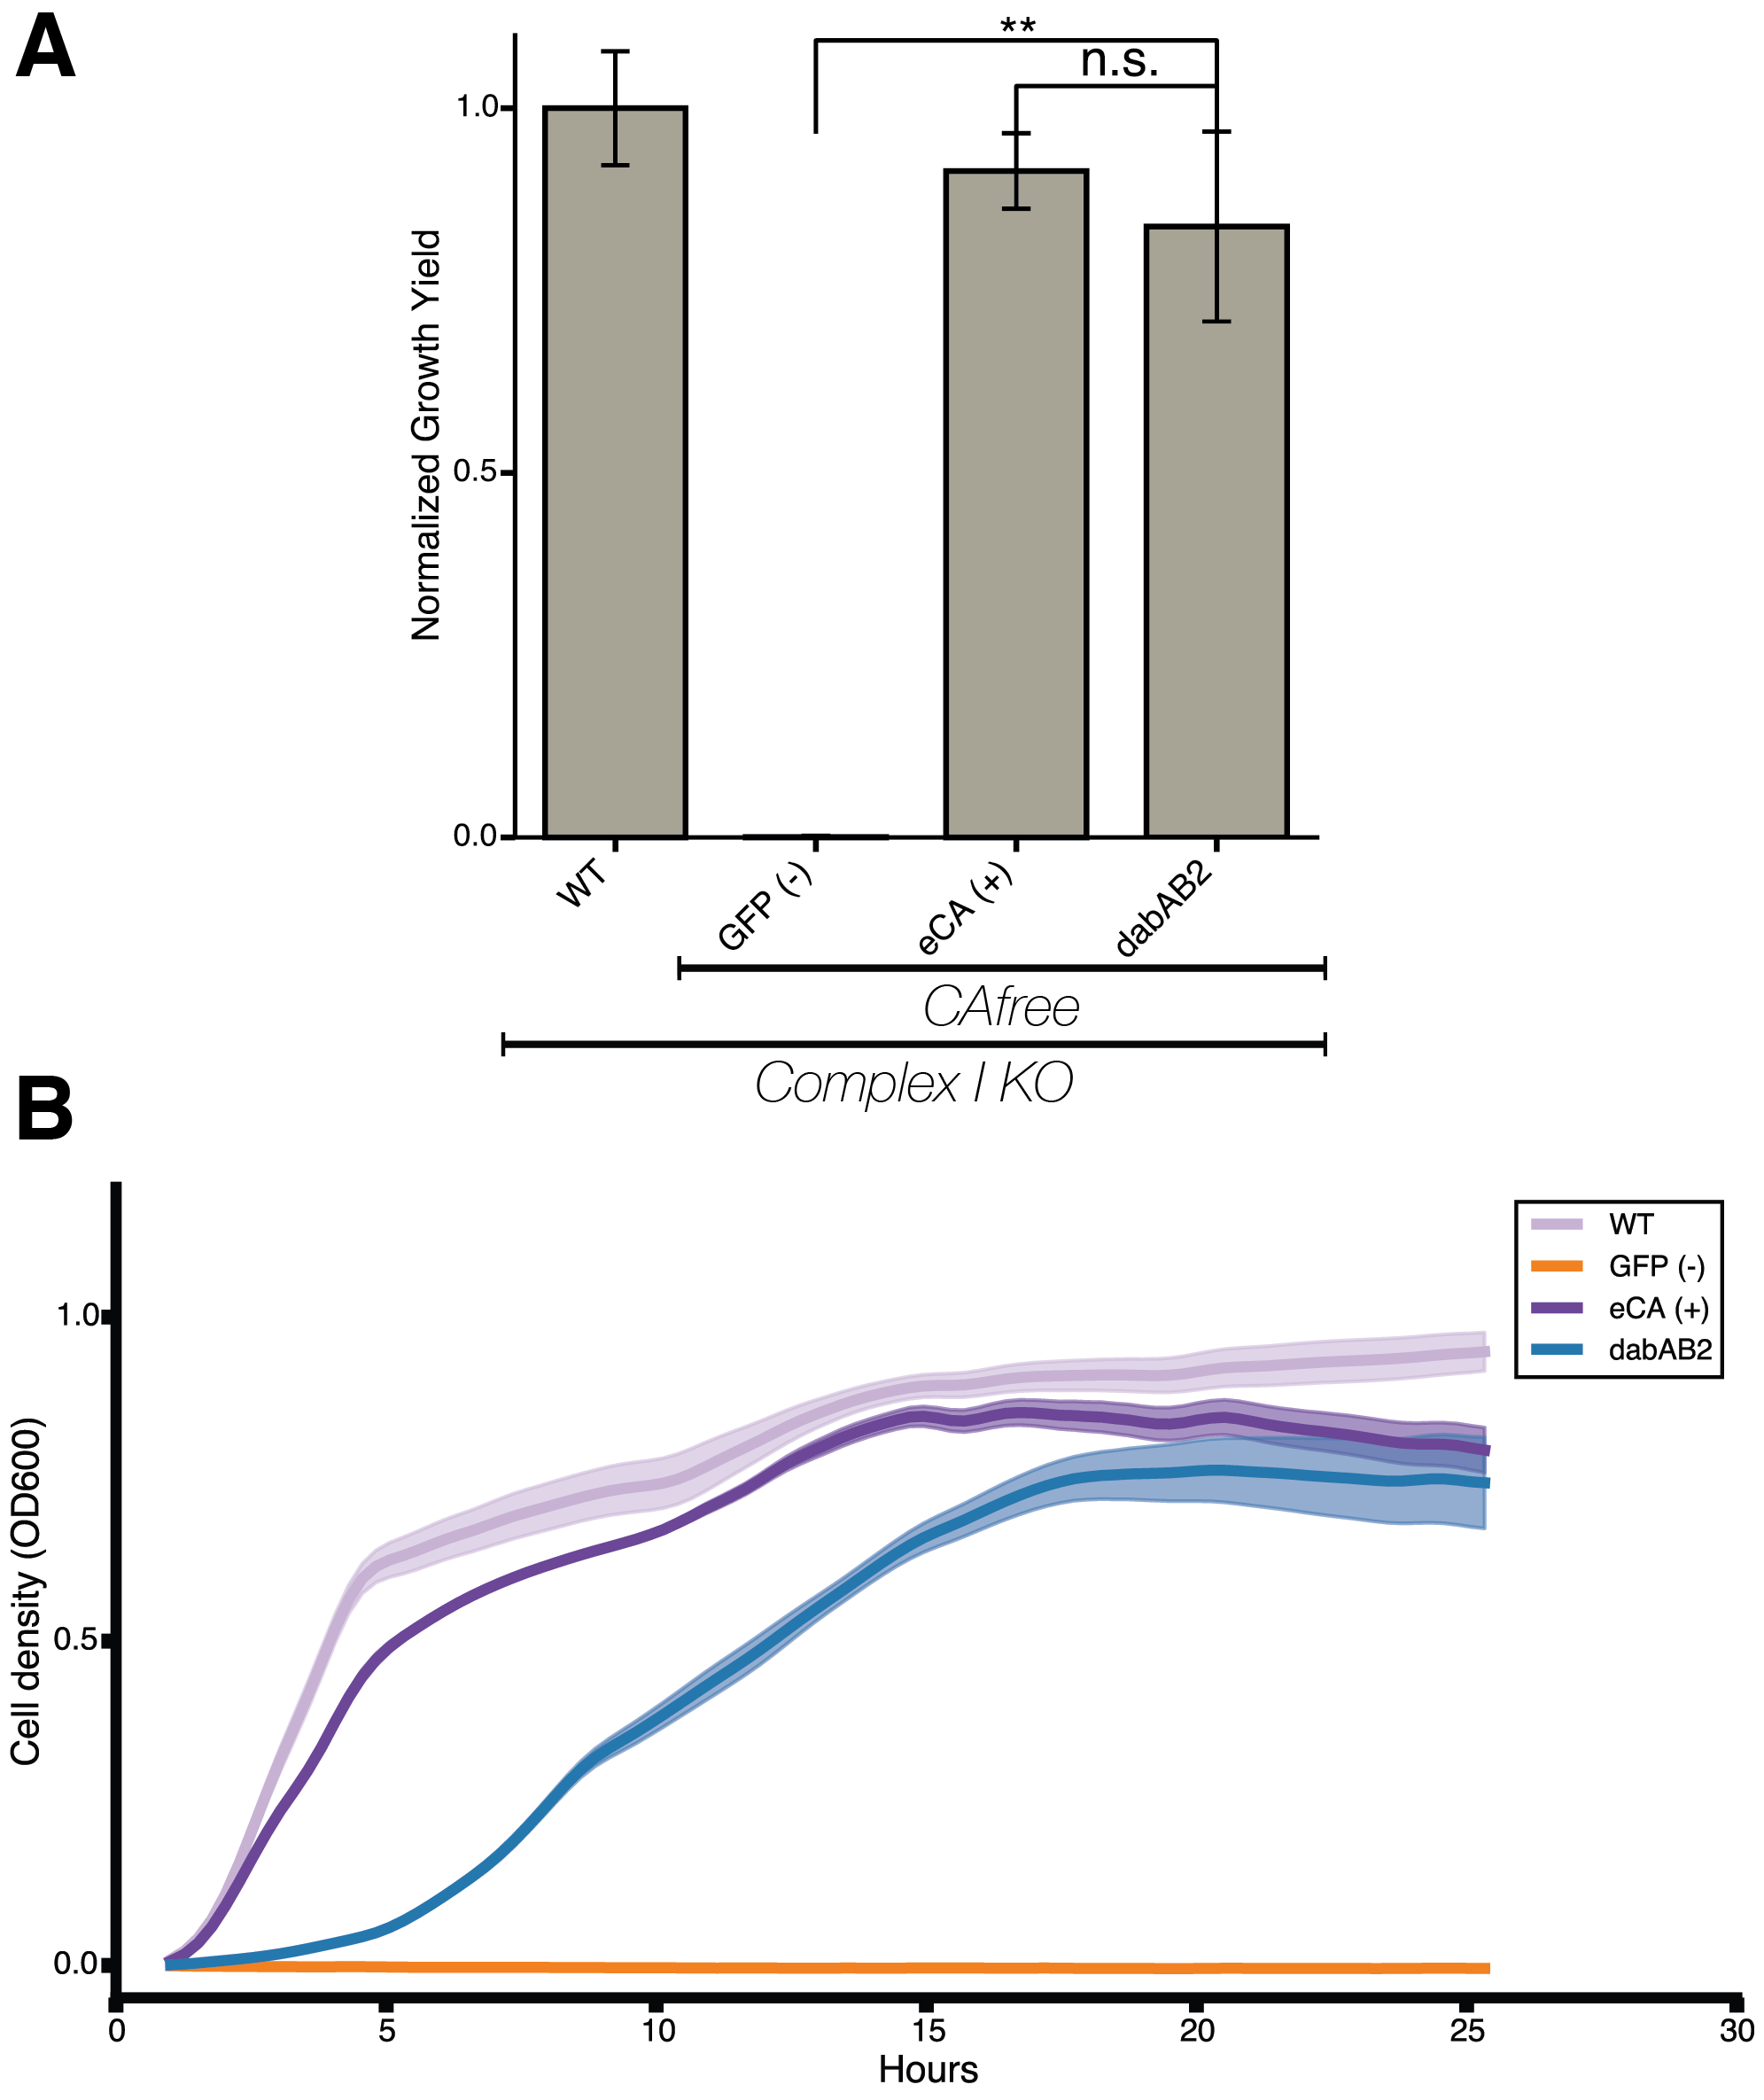 A
**
n.s.
1.0
0.5
0.0
Normalized Growth Yield
WT
GFP (-)
eCA (+)
dabAB2
CAfree
Complex I KO
B
WT
GFP (-)
eCA (+)
dabAB2
1.0
0.5
0.0
Cell density (OD600)
0 5 10 15 20 25 30
Hours